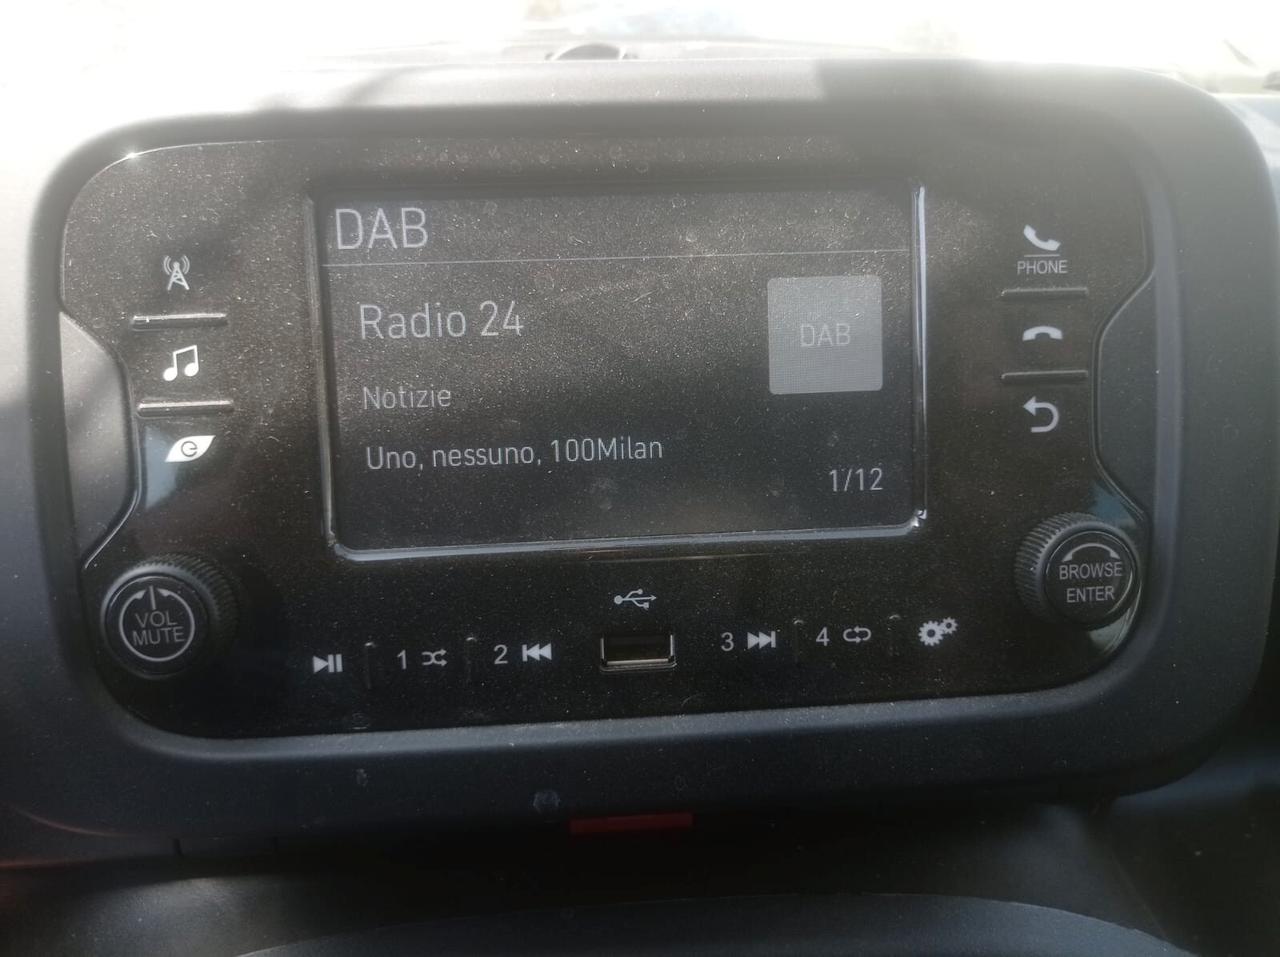 DAB
Radio 24
DAB
Notizie
Uno, nessuno, 100Milan
1/12
PHONE
VOL
MUTE
BROWSE
ENTER
1
2
3
4